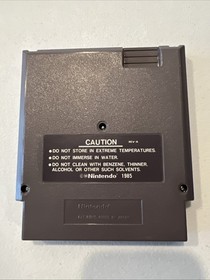 CAUTION
●DO NOT STORE IN EXTREME TEMPERATURES.
●DO NOT IMMERSE IN WATER.
●DO NOT CLEAN WITH BENZENE, THINNER,
ALCOHOL OR OTHER SUCH SOLVENTS.
©Nintendo 1985
Nintendo